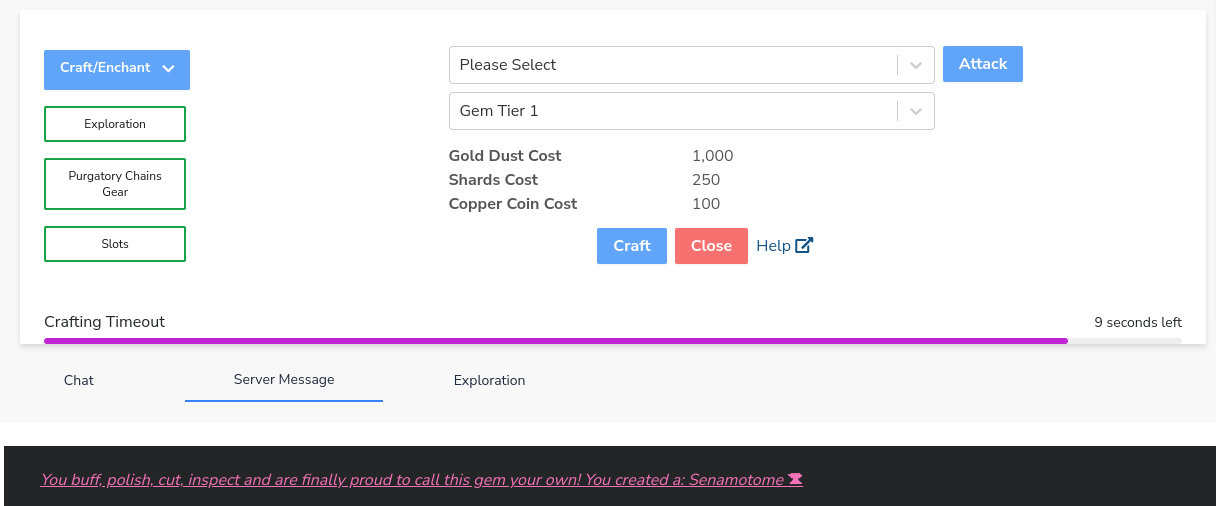 Craft/Enchant
Exploration
Purgatory Chains
Gear
Slots
Please Select
Attack
Gem Tier 1
Gold Dust Cost 1,000
Shards Cost 250
Copper Coin Cost 100
Craft Close Help
Crafting Timeout 9 seconds left
Chat Server Message Exploration
You buff, polish, cut, inspect and are finally proud to call this gem your own! You created a: Senamotome